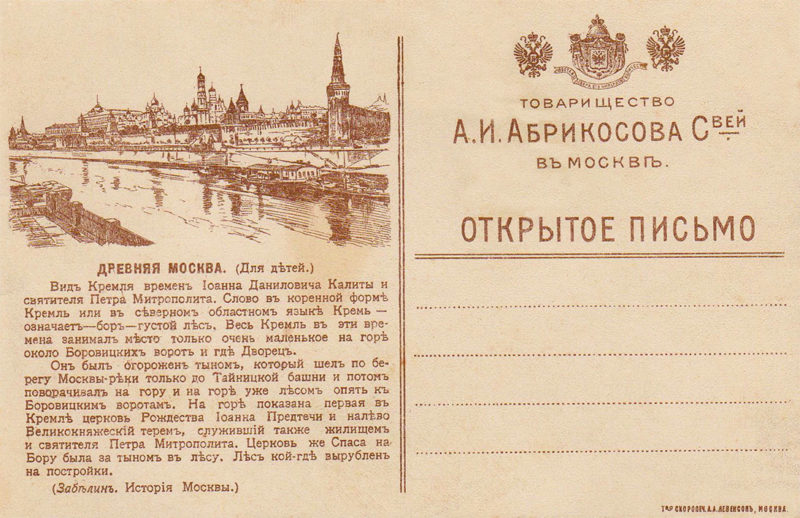 ДРЕВНЯЯ МОСКВА. (Для дѣтей.)
Видъ Кремля временъ Іоанна Даниловича Калиты и
святителя Петра Митрополита. Слово въ коренной формѣ
Кремль или въ сѣверномъ областномъ языкѣ Кремь —
означаетъ—боръ—густой лѣсъ. Весь Кремль въ эти вре-
мена занималъ мѣсто только очень маленькое на горѣ
около Боровицкихъ воротъ и гдѣ Дворецъ.
Онъ былъ огороженъ тыномъ, который шелъ по бе-
регу Москвы-рѣки только до Тайницкой башни и потомъ
поворачивалъ на гору и на горѣ уже лѣсомъ опять къ
Боровицкимъ воротамъ. На горѣ показана первая въ
Кремлѣ церковь Рождества Іоанна Предтечи и налѣво
Великокняжескій теремъ, служившій также жилищемъ
и святителя Петра Митрополита. Церковь же Спаса на-
Бору была за тыномъ въ лѣсу. Лѣсъ кой-гдѣ вырубленъ
на постройки.
(Забѣлинъ. Исторія Москвы.)
ТОВАРИЩЕСТВО
А.И.АБРИКОСОВА СВЕЙ
ВЪ МОСКВѢ.
ОТКРЫТОЕ ПИСЬМО
Т-во СКОРОПЕЧ. А.А.ЛЕВЕНСОНЪ, МОСКВА.